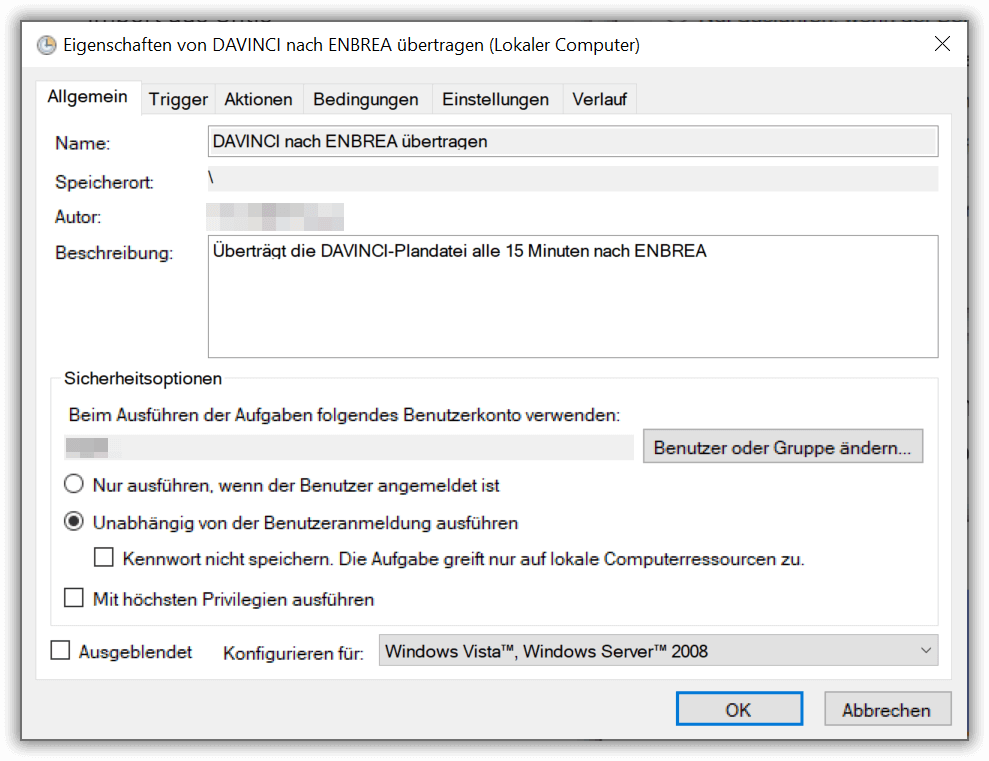 Eigenschaften von DAVINCI nach ENBREA übertragen (Lokaler Computer)
Allgemein Trigger Aktionen Bedingungen Einstellungen Verlauf
Name: DAVINCI nach ENBREA übertragen
Speicherort: \
Autor:
Beschreibung: Überträgt die DAVINCI-Plandatei alle 15 Minuten nach ENBREA
Sicherheitsoptionen
Beim Ausführen der Aufgaben folgendes Benutzerkonto verwenden:
Benutzer oder Gruppe ändern...
Nur ausführen, wenn der Benutzer angemeldet ist
Unabhängig von der Benutzeranmeldung ausführen
Kennwort nicht speichern. Die Aufgabe greift nur auf lokale Computerressourcen zu.
Mit höchsten Privilegien ausführen
Ausgeblendet Konfigurieren für: Windows Vista™, Windows Server™ 2008
OK Abbrechen